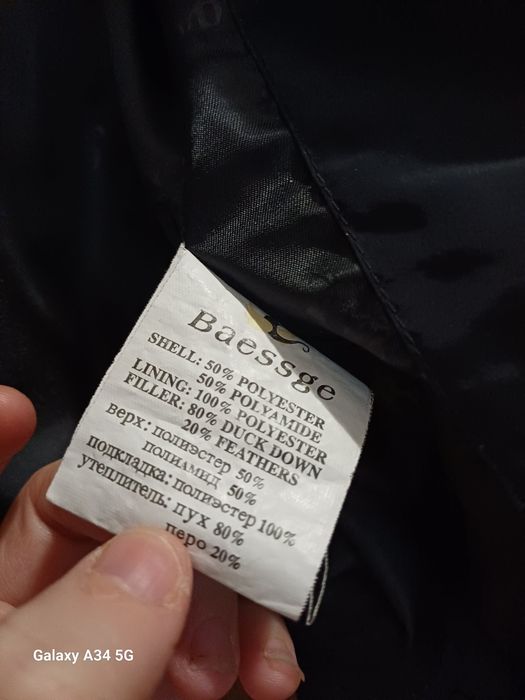 Baessge
SHELL: 50% POLYESTER
50% POLYAMIDE
LINING: 100% POLYESTER
FILLER: 80% DUCK DOWN
20% FEATHERS
верх: полиэстер 50%
полиамид 50%
подкладка: полиэстер 100%
утеплитель: пух 80%
перо 20%
Galaxy A34 5G